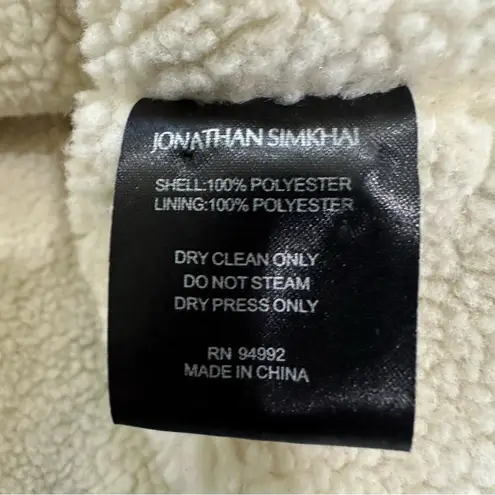 JONATHAN SIMKHAI
SHELL:100% POLYESTER
LINING:100% POLYESTER
DRY CLEAN ONLY
DO NOT STEAM
DRY PRESS ONLY
RN 94992
MADE IN CHINA